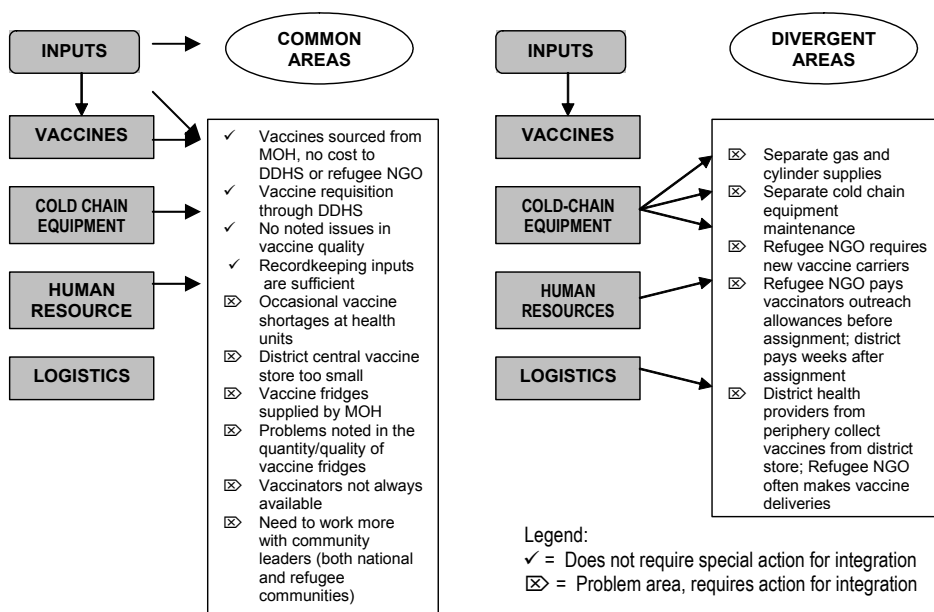 INPUTS
COMMON
AREAS
VACCINES
COLD CHAIN
EQUIPMENT
HUMAN
RESOURCE
LOGISTICS
✓ Vaccines sourced from
MOH, no cost to
DDHS or refugee NGO
✓ Vaccine requisition
through DDHS
✓ No noted issues in
vaccine quality
✓ Recordkeeping inputs
are sufficient
⌦ Occasional vaccine
shortages at health
units
⌦ District central vaccine
store too small
⌦ Vaccine fridges
supplied by MOH
⌦ Problems noted in the
quantity/quality of
vaccine fridges
⌦ Vaccinators not always
available
⌦ Need to work more
with community
leaders (both national
and refugee
communities)
INPUTS
DIVERGENT
AREAS
VACCINES
COLD-CHAIN
EQUIPMENT
HUMAN
RESOURCES
LOGISTICS
⌦ Separate gas and
cylinder supplies
⌦ Separate cold chain
equipment
maintenance
⌦ Refugee NGO requires
new vaccine carriers
⌦ Refugee NGO pays
vaccinators outreach
allowances before
assignment; district
pays weeks after
assignment
⌦ District health
providers from
periphery collect
vaccines from district
store; Refugee NGO
often makes vaccine
deliveries
Legend:
✓ = Does not require special action for integration
⌦ = Problem area, requires action for integration